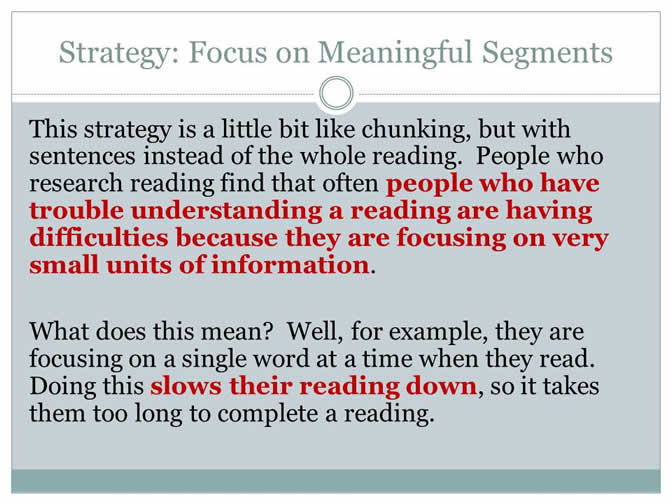 Strategy: Focus on Meaningful Segments
This strategy is a little bit like chunking, but with
sentences instead of the whole reading.  People who
research reading find that often people who have
trouble understanding a reading are having
difficulties because they are focusing on very
small units of information.
What does this mean?  Well, for example, they are
focusing on a single word at a time when they read.
Doing this slows their reading down, so it takes
them too long to complete a reading.